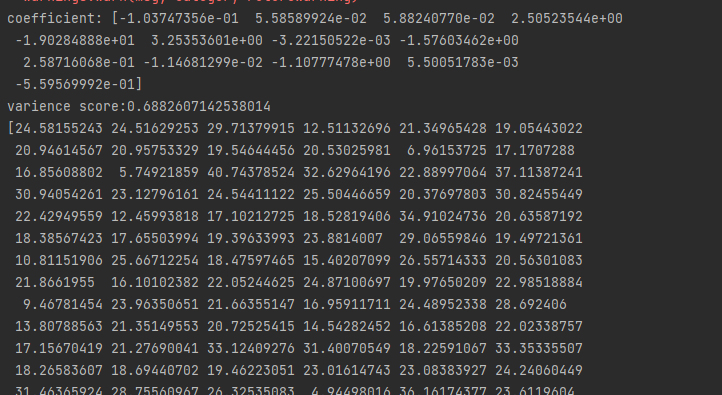 coefficient: [-1.03747356e-01  5.58589924e-02  5.88240770e-02  2.50523544e+00
 -1.90284888e+01  3.25353601e+00 -3.22150522e-03 -1.57603462e+00
  2.58716068e-01 -1.14681299e-02 -1.10777478e+00  5.50051783e-03
 -5.59569992e-01]
varience score:0.6882607142538014
[24.58155243 24.51629253 29.71379915 12.51132696 21.34965428 19.05443022
 20.94614567 20.95753329 19.54644456 20.53025981  6.96153725 17.1707288
 16.85608802  5.74921859 40.74378524 32.62964196 22.88997064 37.11387241
 30.94054261 23.12796161 24.54411122 25.50446659 20.37697803 30.82455449
 22.42949559 12.45993818 17.10212725 18.52819406 34.91024736 20.63587192
 18.38567423 17.65503994 19.39633993 23.8814007  29.06559846 19.49721361
 10.81151906 25.66712254 18.47597465 15.40207099 26.55714333 20.56301083
 21.8661955  16.10102382 22.05244625 24.87100697 19.97650209 22.98518884
  9.46781454 23.96350651 21.66355147 16.95911711 24.48952338 28.692406
 13.80788563 21.35149553 20.72525415 14.54282452 16.61385208 22.02338757
 17.15670419 21.27690041 33.12409276 31.40070549 18.22591067 33.35335507
 18.26583607 18.69440702 19.46223051 23.01614743 23.08383927 24.24060449
 31.46365924 28.75560967 26.32535083  4.94498016 36.16174377 23.6119604